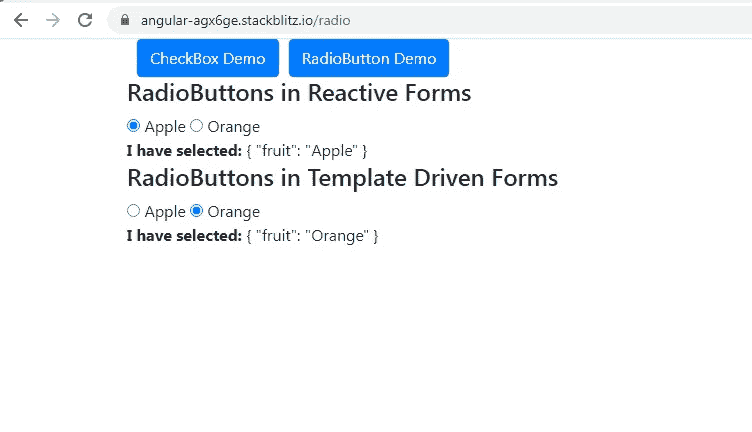 angular-agx6ge.stackblitz.io/radio
CheckBox Demo RadioButton Demo
RadioButtons in Reactive Forms
Apple Orange
I have selected: { "fruit": "Apple" }
RadioButtons in Template Driven Forms
Apple Orange
I have selected: { "fruit": "Orange" }